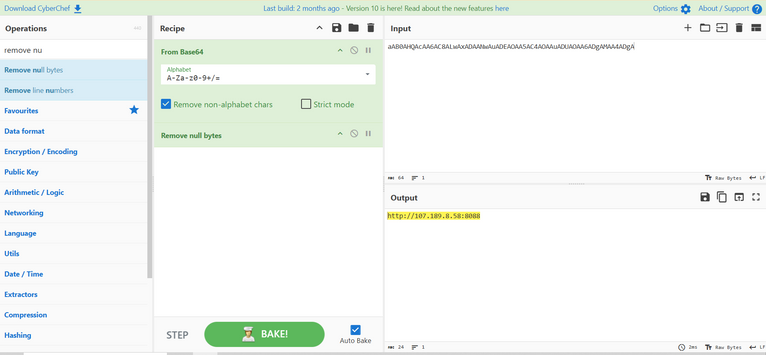 Download CyberChef
Last build: 2 months ago - Version 10 is here! Read about the new features here
Options
About / Support
Operations
remove nu
Remove null bytes
Remove line numbers
Favourites
Data format
Encryption / Encoding
Public Key
Arithmetic / Logic
Networking
Language
Utils
Date / Time
Extractors
Compression
Hashing
Recipe
From Base64
Alphabet
A-Za-z0-9+/=
Remove non-alphabet chars
Strict mode
Remove null bytes
STEP
BAKE!
Auto Bake
Input
aAB0AHQAcAA6AC8ALwAxADAANwAuADEAOAA5AC4AOAAuADUAOAA6ADgAMAA4ADgA
64 1
Raw Bytes LF
Output
http://107.189.8.58:8088
24 1
2ms Raw Bytes LF